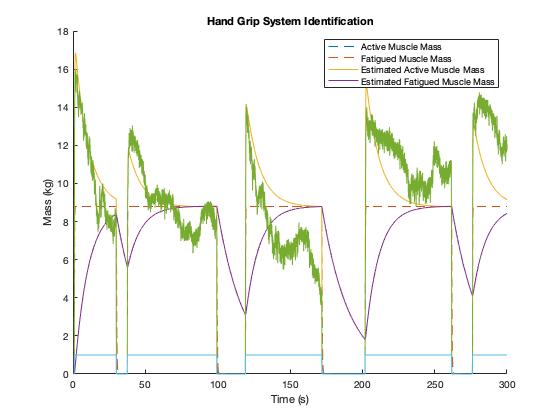 Hand Grip System Identification
18
16
14
12
10
8
6
4
2
0
Mass (kg)
Active Muscle Mass
Fatigued Muscle Mass
Estimated Active Muscle Mass
Estimated Fatigued Muscle Mass
0 50 100 150 200 250 300
Time (s)